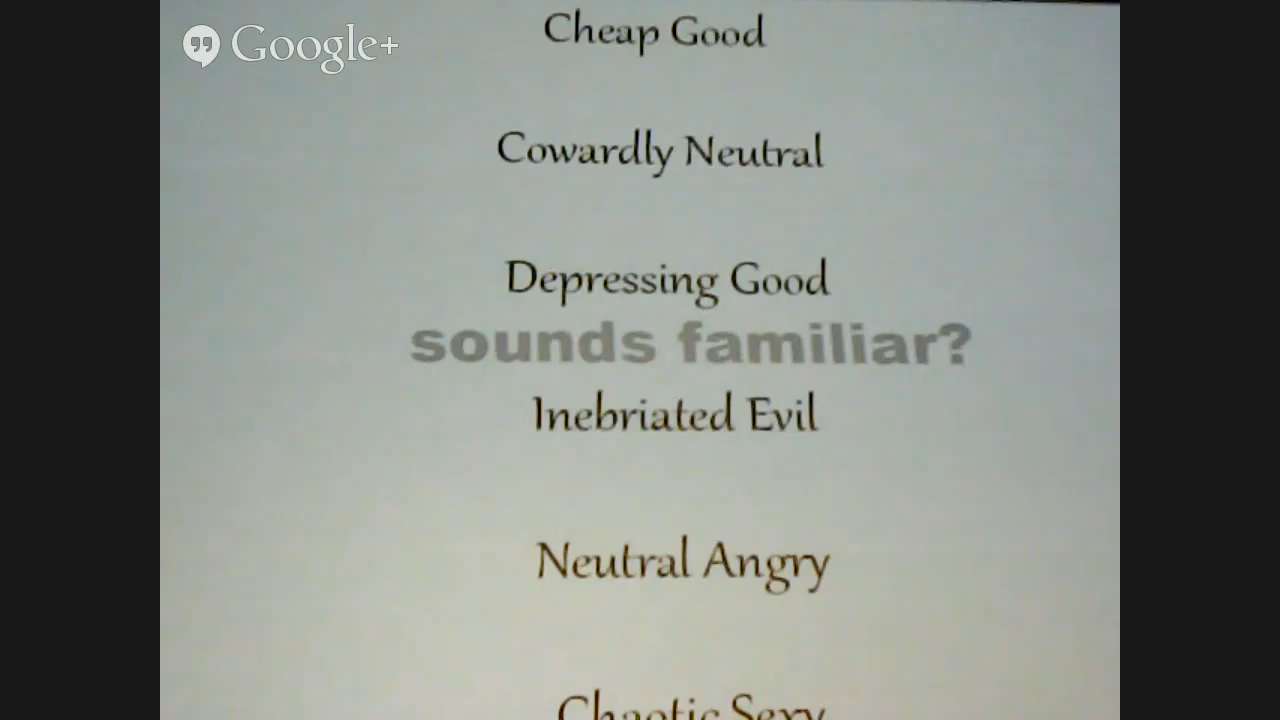 Google+
Cheap Good
Cowardly Neutral
Depressing Good
sounds familiar?
Inebriated Evil
Neutral Angry
Chaotic Sexy